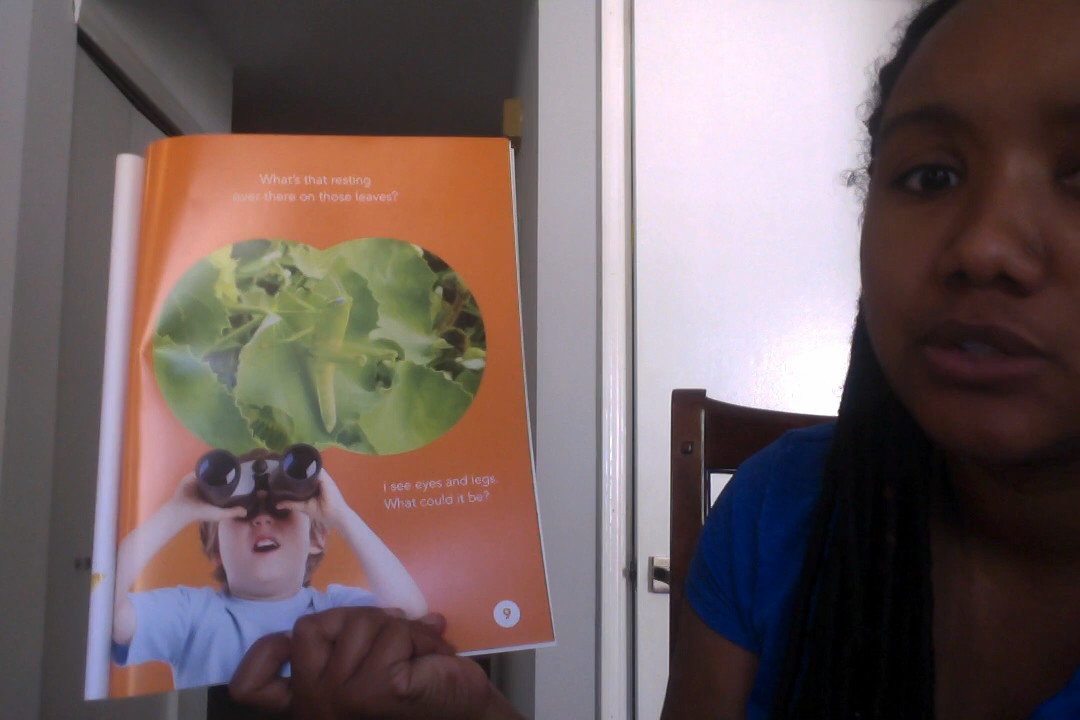 What's that resting
over there on those leaves?
I see eyes and legs.
What could it be?
9